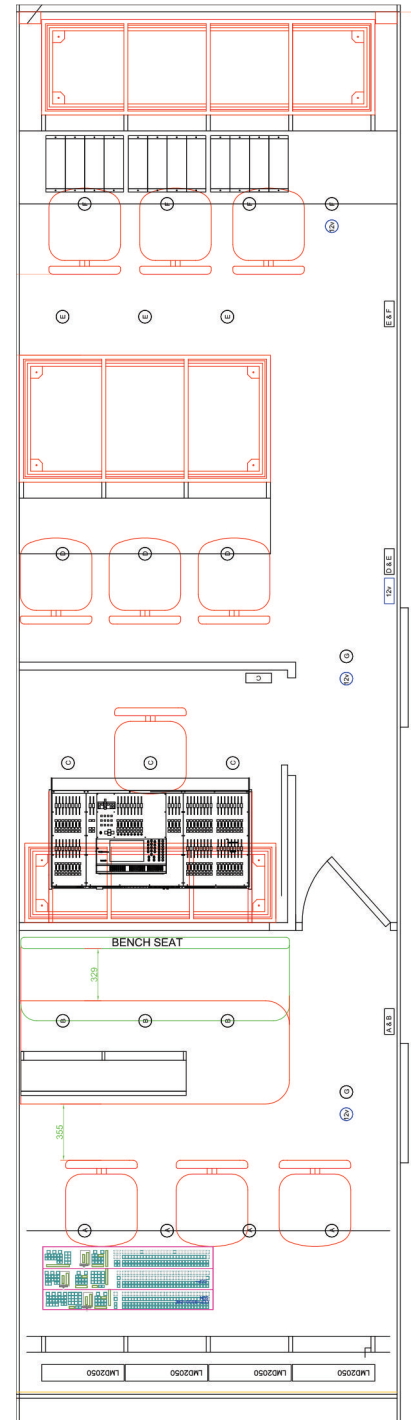 F F F F
12v
E E E
E & F
D D D
D & E
12v
G
12v
C
C C C
BENCH SEAT
329
B B B
A & B
G
12v
355
A A A A
LMD2050 LMD2050 LMD2050 LMD2050